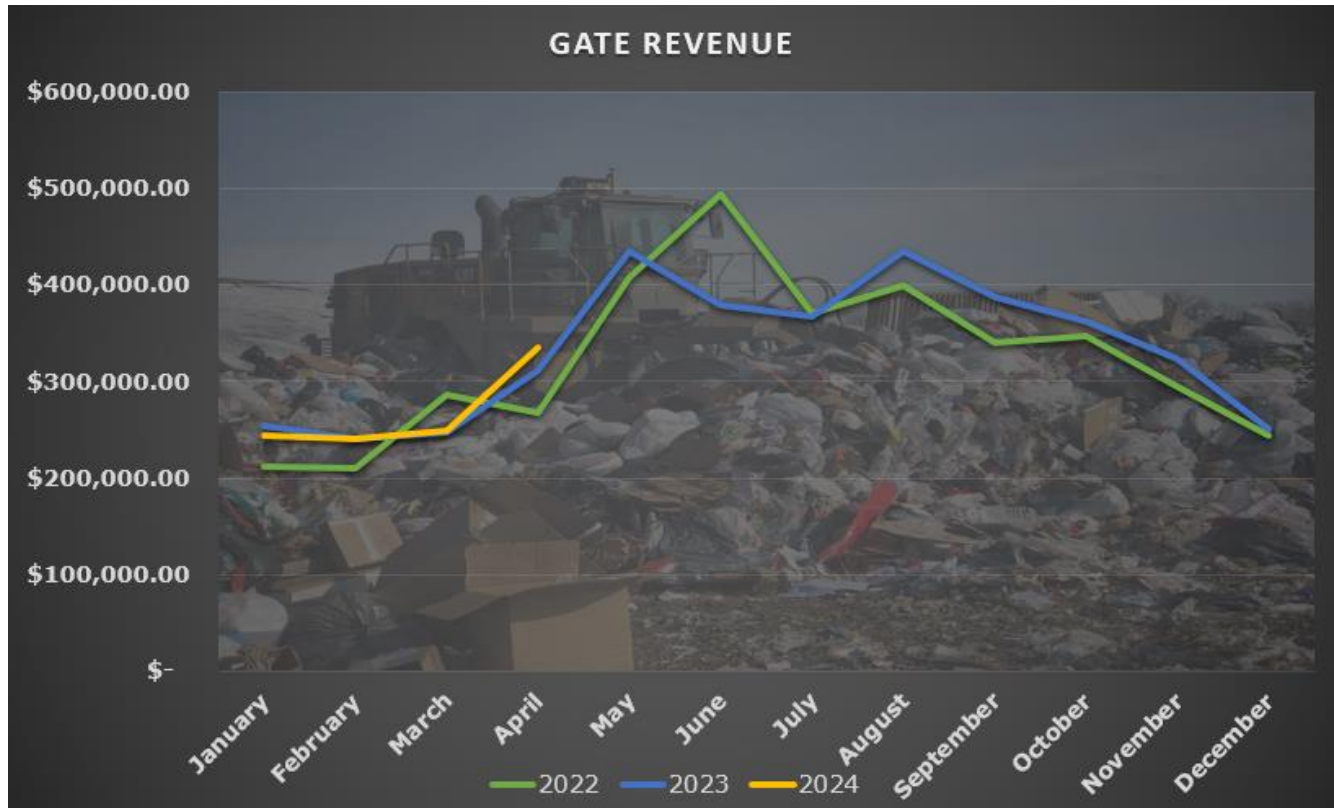 GATE REVENUE
$600,000.00
$500,000.00
$400,000.00
$300,000.00
$200,000.00
$100,000.00
$-
January
February
March
April
May
June
July
August
September
October
November
December
2022 2023 2024